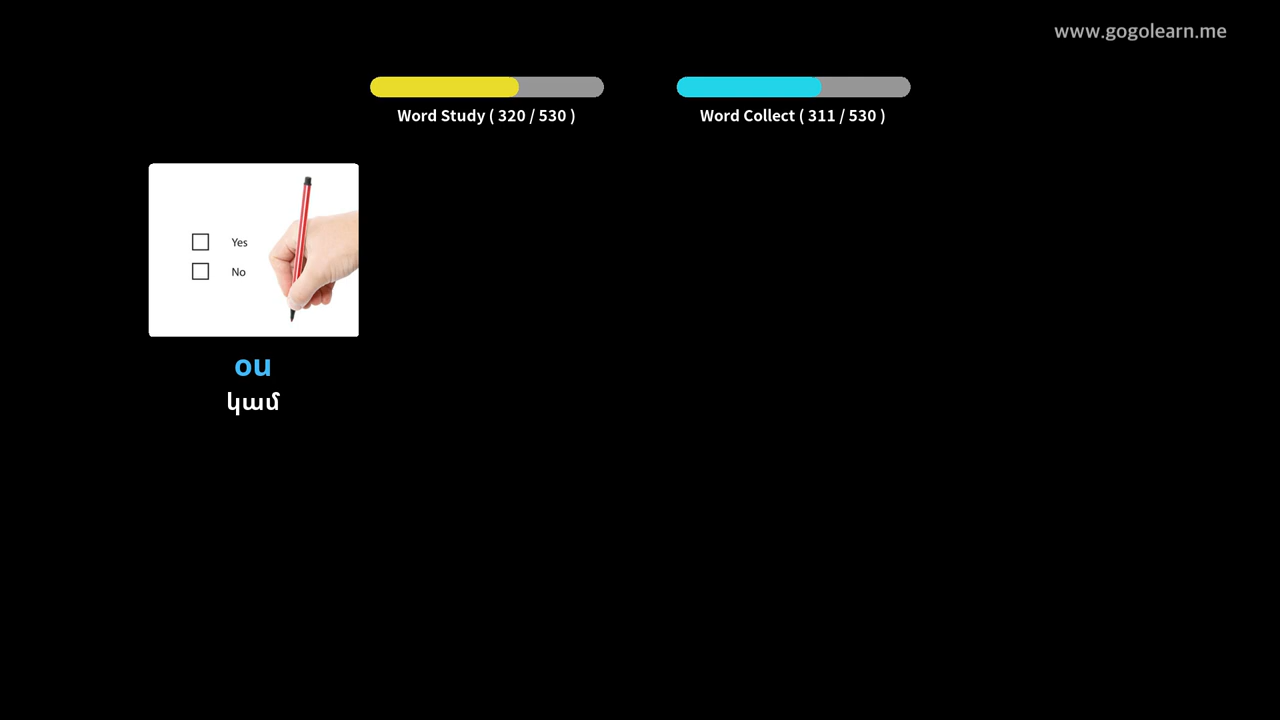 www.gogolearn.me
Word Study ( 320 / 530 )
Word Collect ( 311 / 530 )
Yes
No
ou
կամ